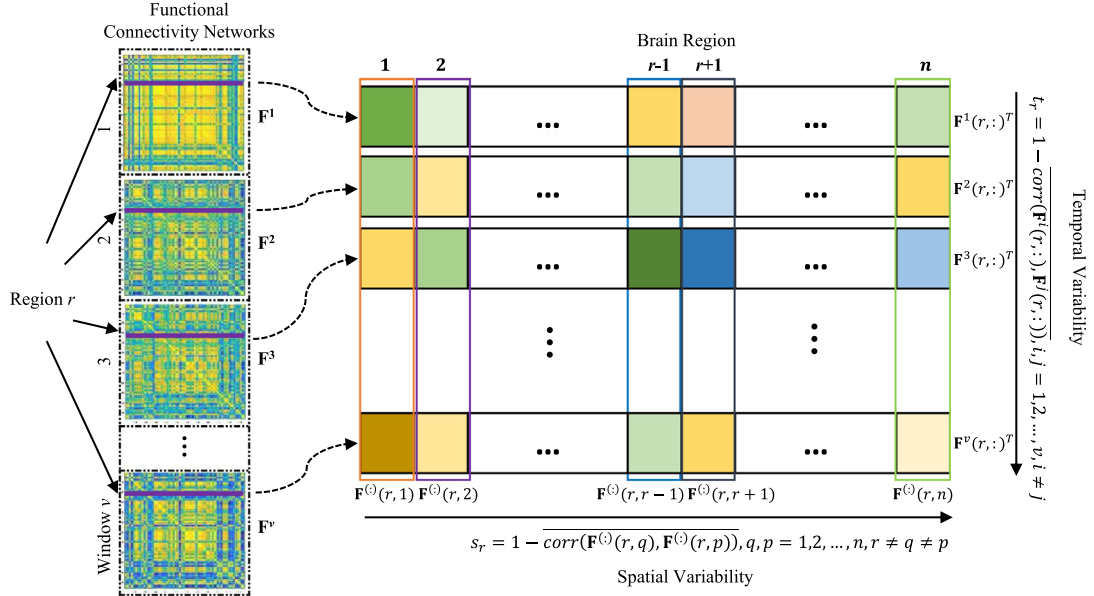 Functional
Connectivity Networks
Brain Region
1 2 r-1 r+1 n
Region r
1
2
3
Window v
F¹
F²
F³
Fᵛ
... ...
F¹(r,:)ᵀ
... ...
F²(r,:)ᵀ
... ...
F³(r,:)ᵀ
... ...
Fᵛ(r,:)ᵀ
F⁽˙˙⁾(r, 1) F⁽˙˙⁾(r, 2) F⁽˙˙⁾(r, r − 1) F⁽˙˙⁾(r, r + 1) F⁽˙˙⁾(r, n)
s_r = 1 − corr(F⁽˙˙⁾(r, q), F⁽˙˙⁾(r, p)), q, p = 1,2, ..., n, r ≠ q ≠ p
Spatial Variability
t_r = 1 − corr(Fⁱ(r,:), Fʲ(r,:)), i, j = 1,2, ..., v, i ≠ j
Temporal Variability